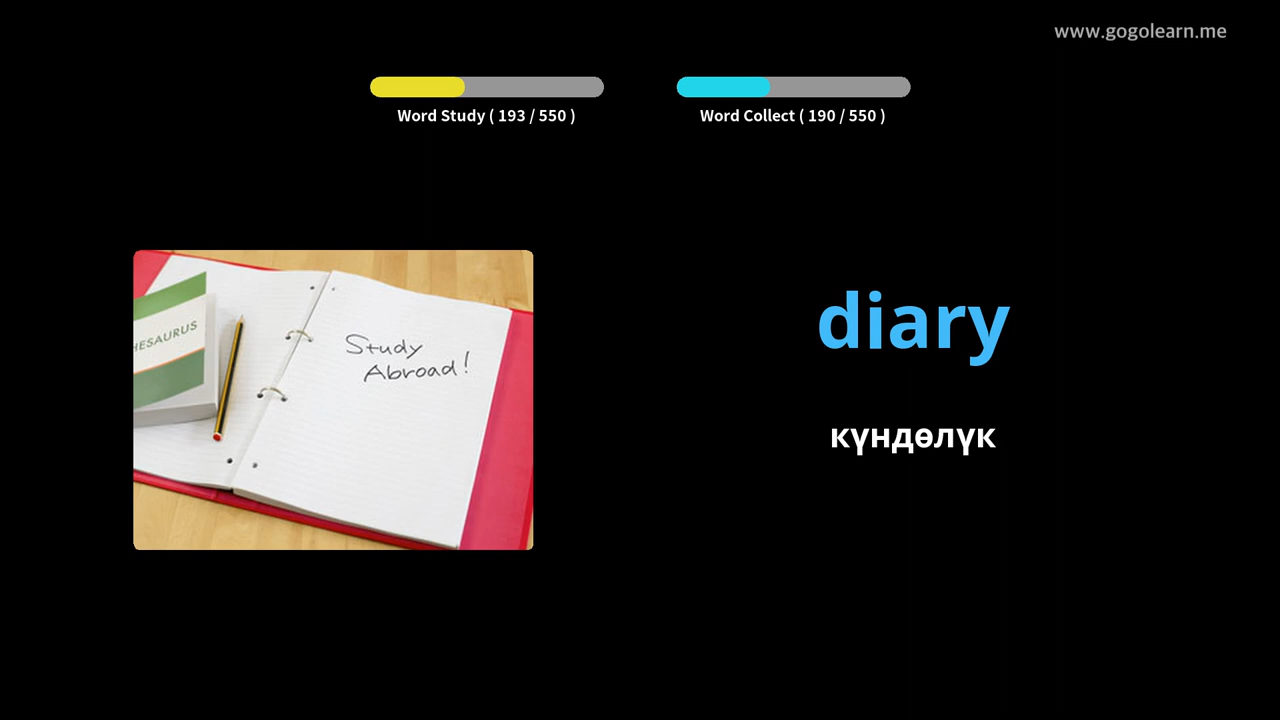 www.gogolearn.me
Word Study ( 193 / 550 )
Word Collect ( 190 / 550 )
HESAURUS
Study
Abroad!
diary
күндөлүк